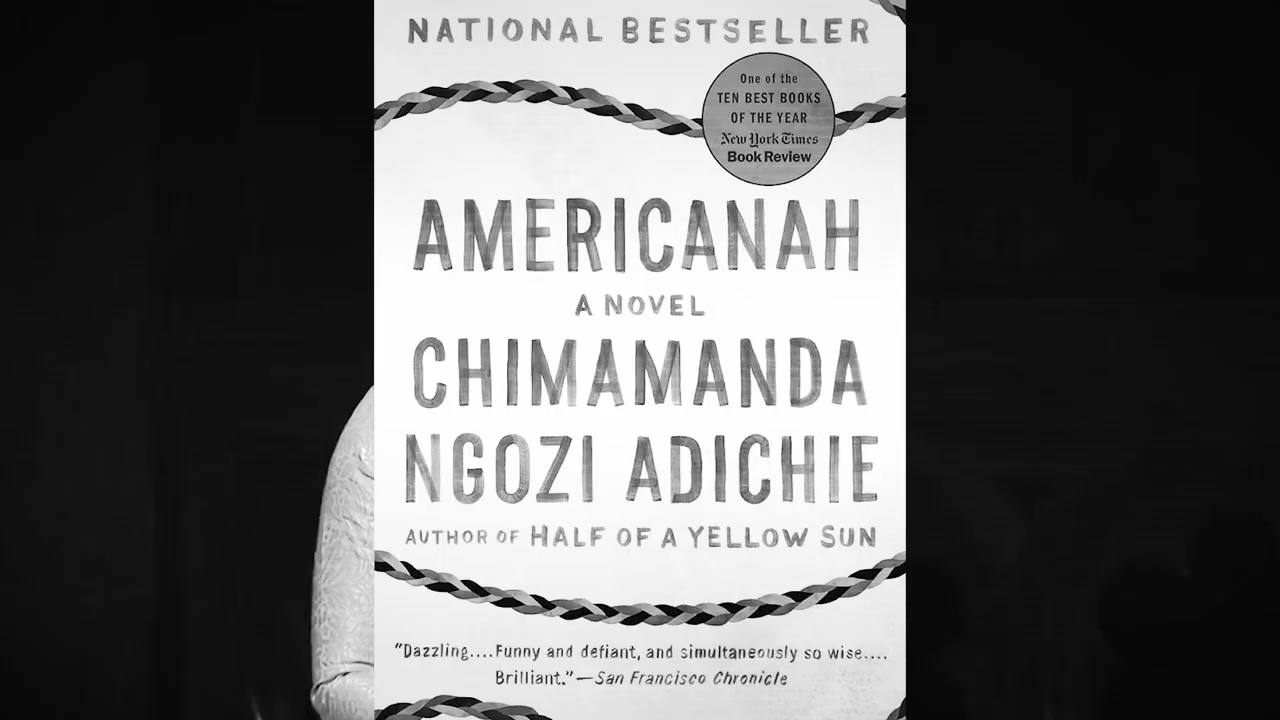 NATIONAL BESTSELLER
One of the
TEN BEST BOOKS
OF THE YEAR
New York Times
Book Review
AMERICANAH
A NOVEL
CHIMAMANDA
NGOZI ADICHIE
AUTHOR OF HALF OF A YELLOW SUN
"Dazzling....Funny and defiant, and simultaneously so wise....
Brilliant."—San Francisco Chronicle